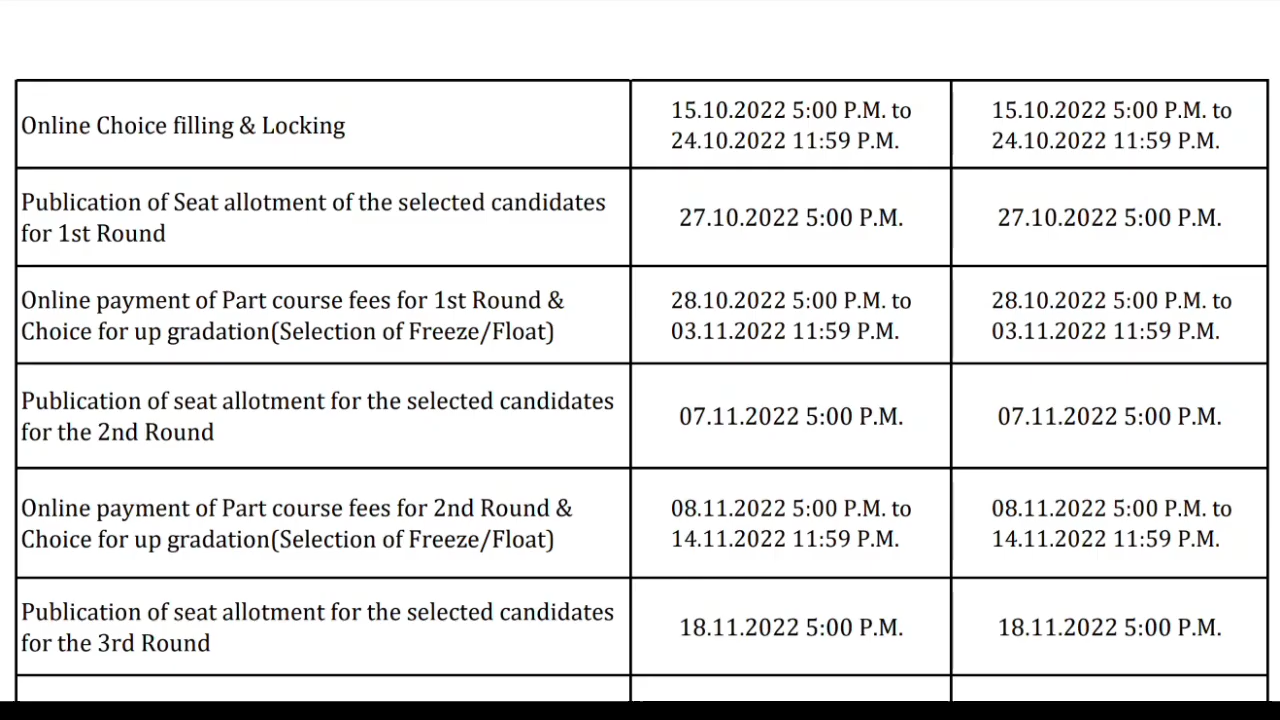 Online Choice filling & Locking
15.10.2022 5:00 P.M. to
24.10.2022 11:59 P.M.
15.10.2022 5:00 P.M. to
24.10.2022 11:59 P.M.
Publication of Seat allotment of the selected candidates
for 1st Round
27.10.2022 5:00 P.M.
27.10.2022 5:00 P.M.
Online payment of Part course fees for 1st Round &
Choice for up gradation(Selection of Freeze/Float)
28.10.2022 5:00 P.M. to
03.11.2022 11:59 P.M.
28.10.2022 5:00 P.M. to
03.11.2022 11:59 P.M.
Publication of seat allotment for the selected candidates
for the 2nd Round
07.11.2022 5:00 P.M.
07.11.2022 5:00 P.M.
Online payment of Part course fees for 2nd Round &
Choice for up gradation(Selection of Freeze/Float)
08.11.2022 5:00 P.M. to
14.11.2022 11:59 P.M.
08.11.2022 5:00 P.M. to
14.11.2022 11:59 P.M.
Publication of seat allotment for the selected candidates
for the 3rd Round
18.11.2022 5:00 P.M.
18.11.2022 5:00 P.M.